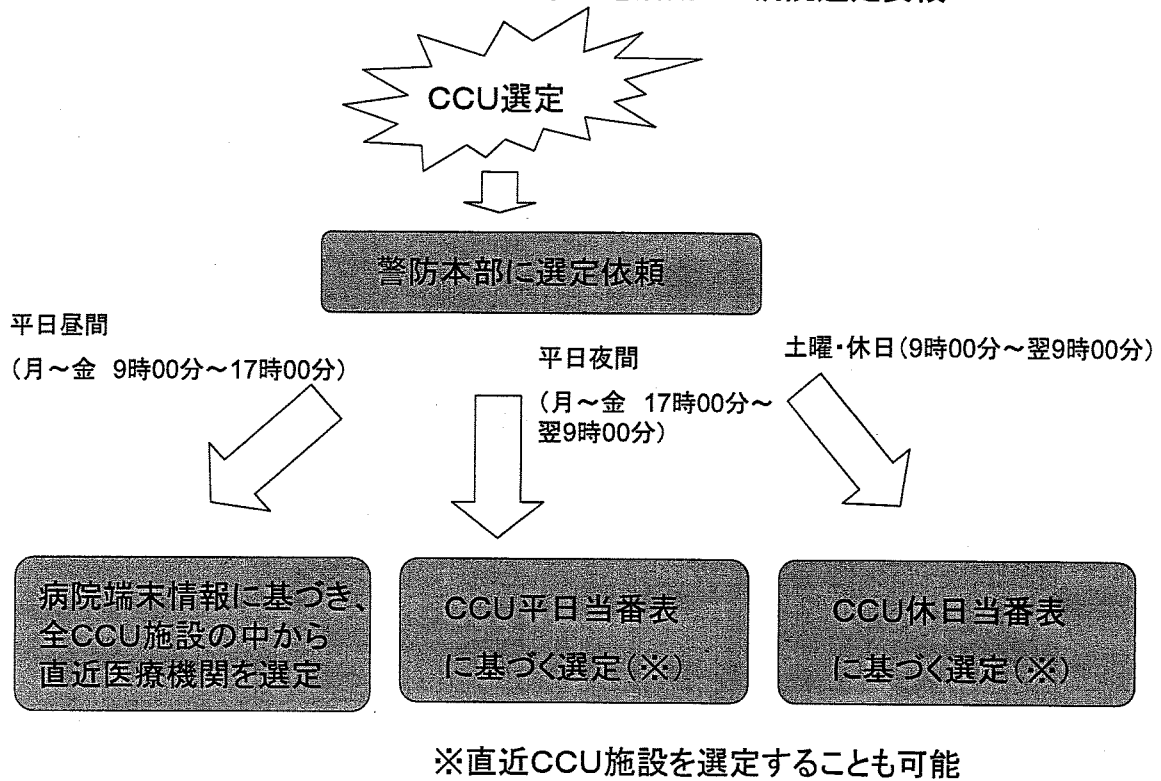 CCU選定
警防本部に選定依頼
平日昼間
(月～金 9時00分～17時00分)
平日夜間
(月～金 17時00分～
翌9時00分)
土曜・休日(9時00分～翌9時00分)
病院端末情報に基づき、
全CCU施設の中から
直近医療機関を選定
CCU平日当番表
に基づく選定(※)
CCU休日当番表
に基づく選定(※)
※直近CCU施設を選定することも可能